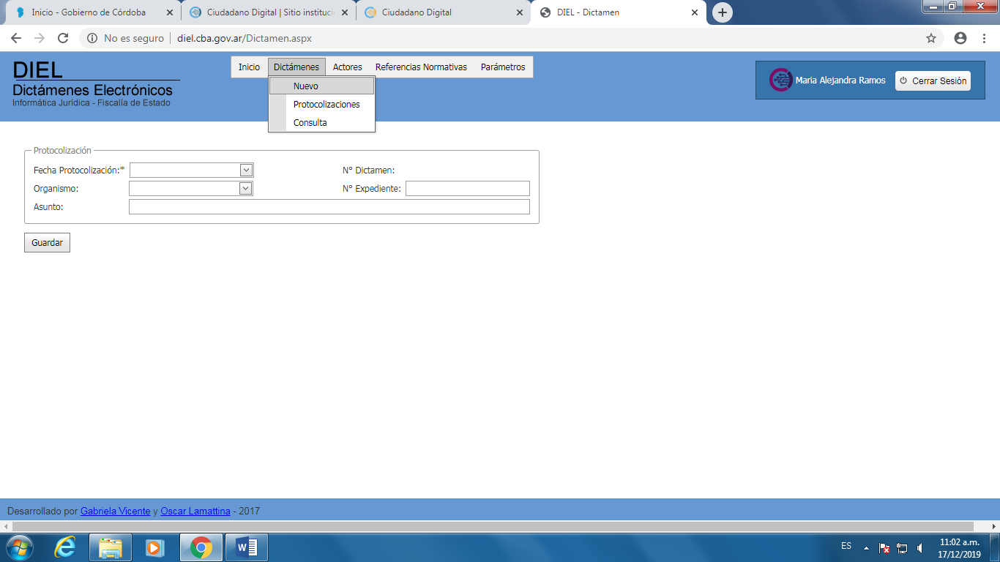 Inicio - Gobierno de Córdoba
Ciudadano Digital | Sitio instituci
Ciudadano Digital
DIEL - Dictamen
No es seguro | diel.cba.gov.ar/Dictamen.aspx
DIEL
Dictámenes Electrónicos
Informática Jurídica - Fiscalía de Estado
Inicio Dictámenes Actores Referencias Normativas Parámetros
Nuevo
Protocolizaciones
Consulta
Maria Alejandra Ramos
Cerrar Sesión
Protocolización
Fecha Protocolización:*
N° Dictamen:
Organismo:
N° Expediente:
Asunto:
Guardar
Desarrollado por Gabriela Vicente y Oscar Lamattina - 2017
ES
11:02 a.m.
17/12/2019